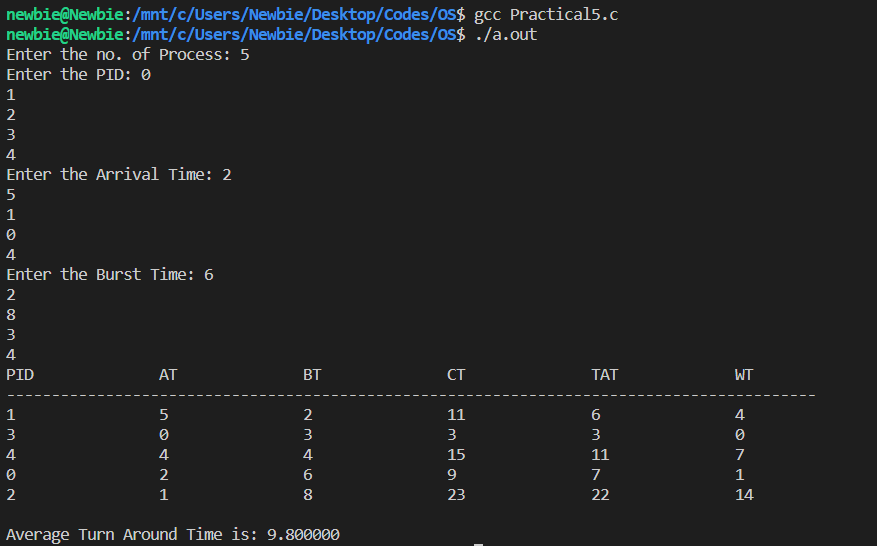 newbie@Newbie:/mnt/c/Users/Newbie/Desktop/Codes/OS$ gcc Practical5.c
newbie@Newbie:/mnt/c/Users/Newbie/Desktop/Codes/OS$ ./a.out
Enter the no. of Process: 5
Enter the PID: 0
1
2
3
4
Enter the Arrival Time: 2
5
1
0
4
Enter the Burst Time: 6
2
8
3
4
PID AT BT CT TAT WT
------------------------------------------------------------------------------------------
1 5 2 11 6 4
3 0 3 3 3 0
4 4 4 15 11 7
0 2 6 9 7 1
2 1 8 23 22 14
Average Turn Around Time is: 9.800000